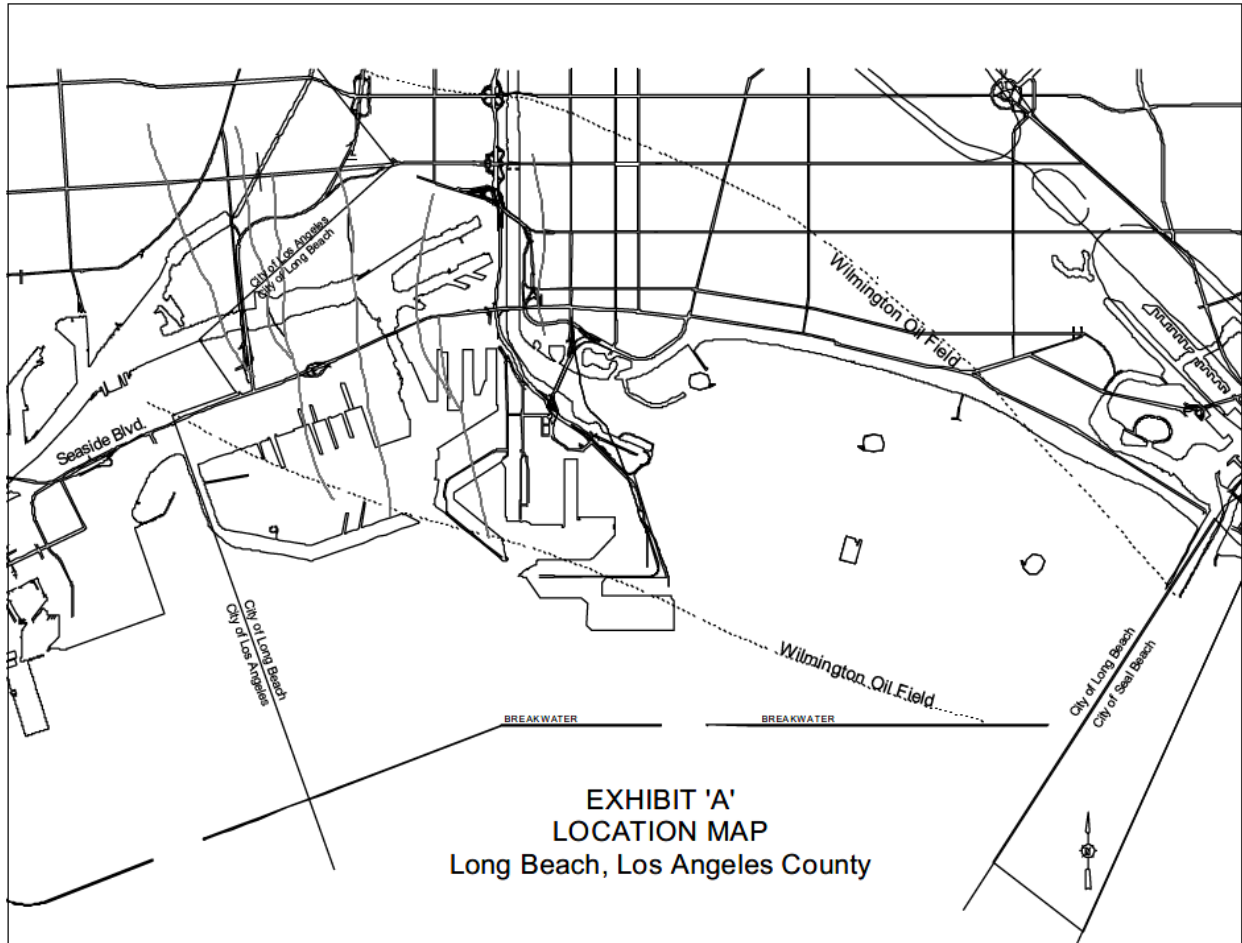 City of Los Angeles
City of Long Beach
Wilmington Oil Field
Seaside Blvd.
City of Long Beach
City of Los Angeles
Wilmington Oil Field
City of Long Beach
City of Seal Beach
BREAKWATER
BREAKWATER
EXHIBIT 'A'
LOCATION MAP
Long Beach, Los Angeles County